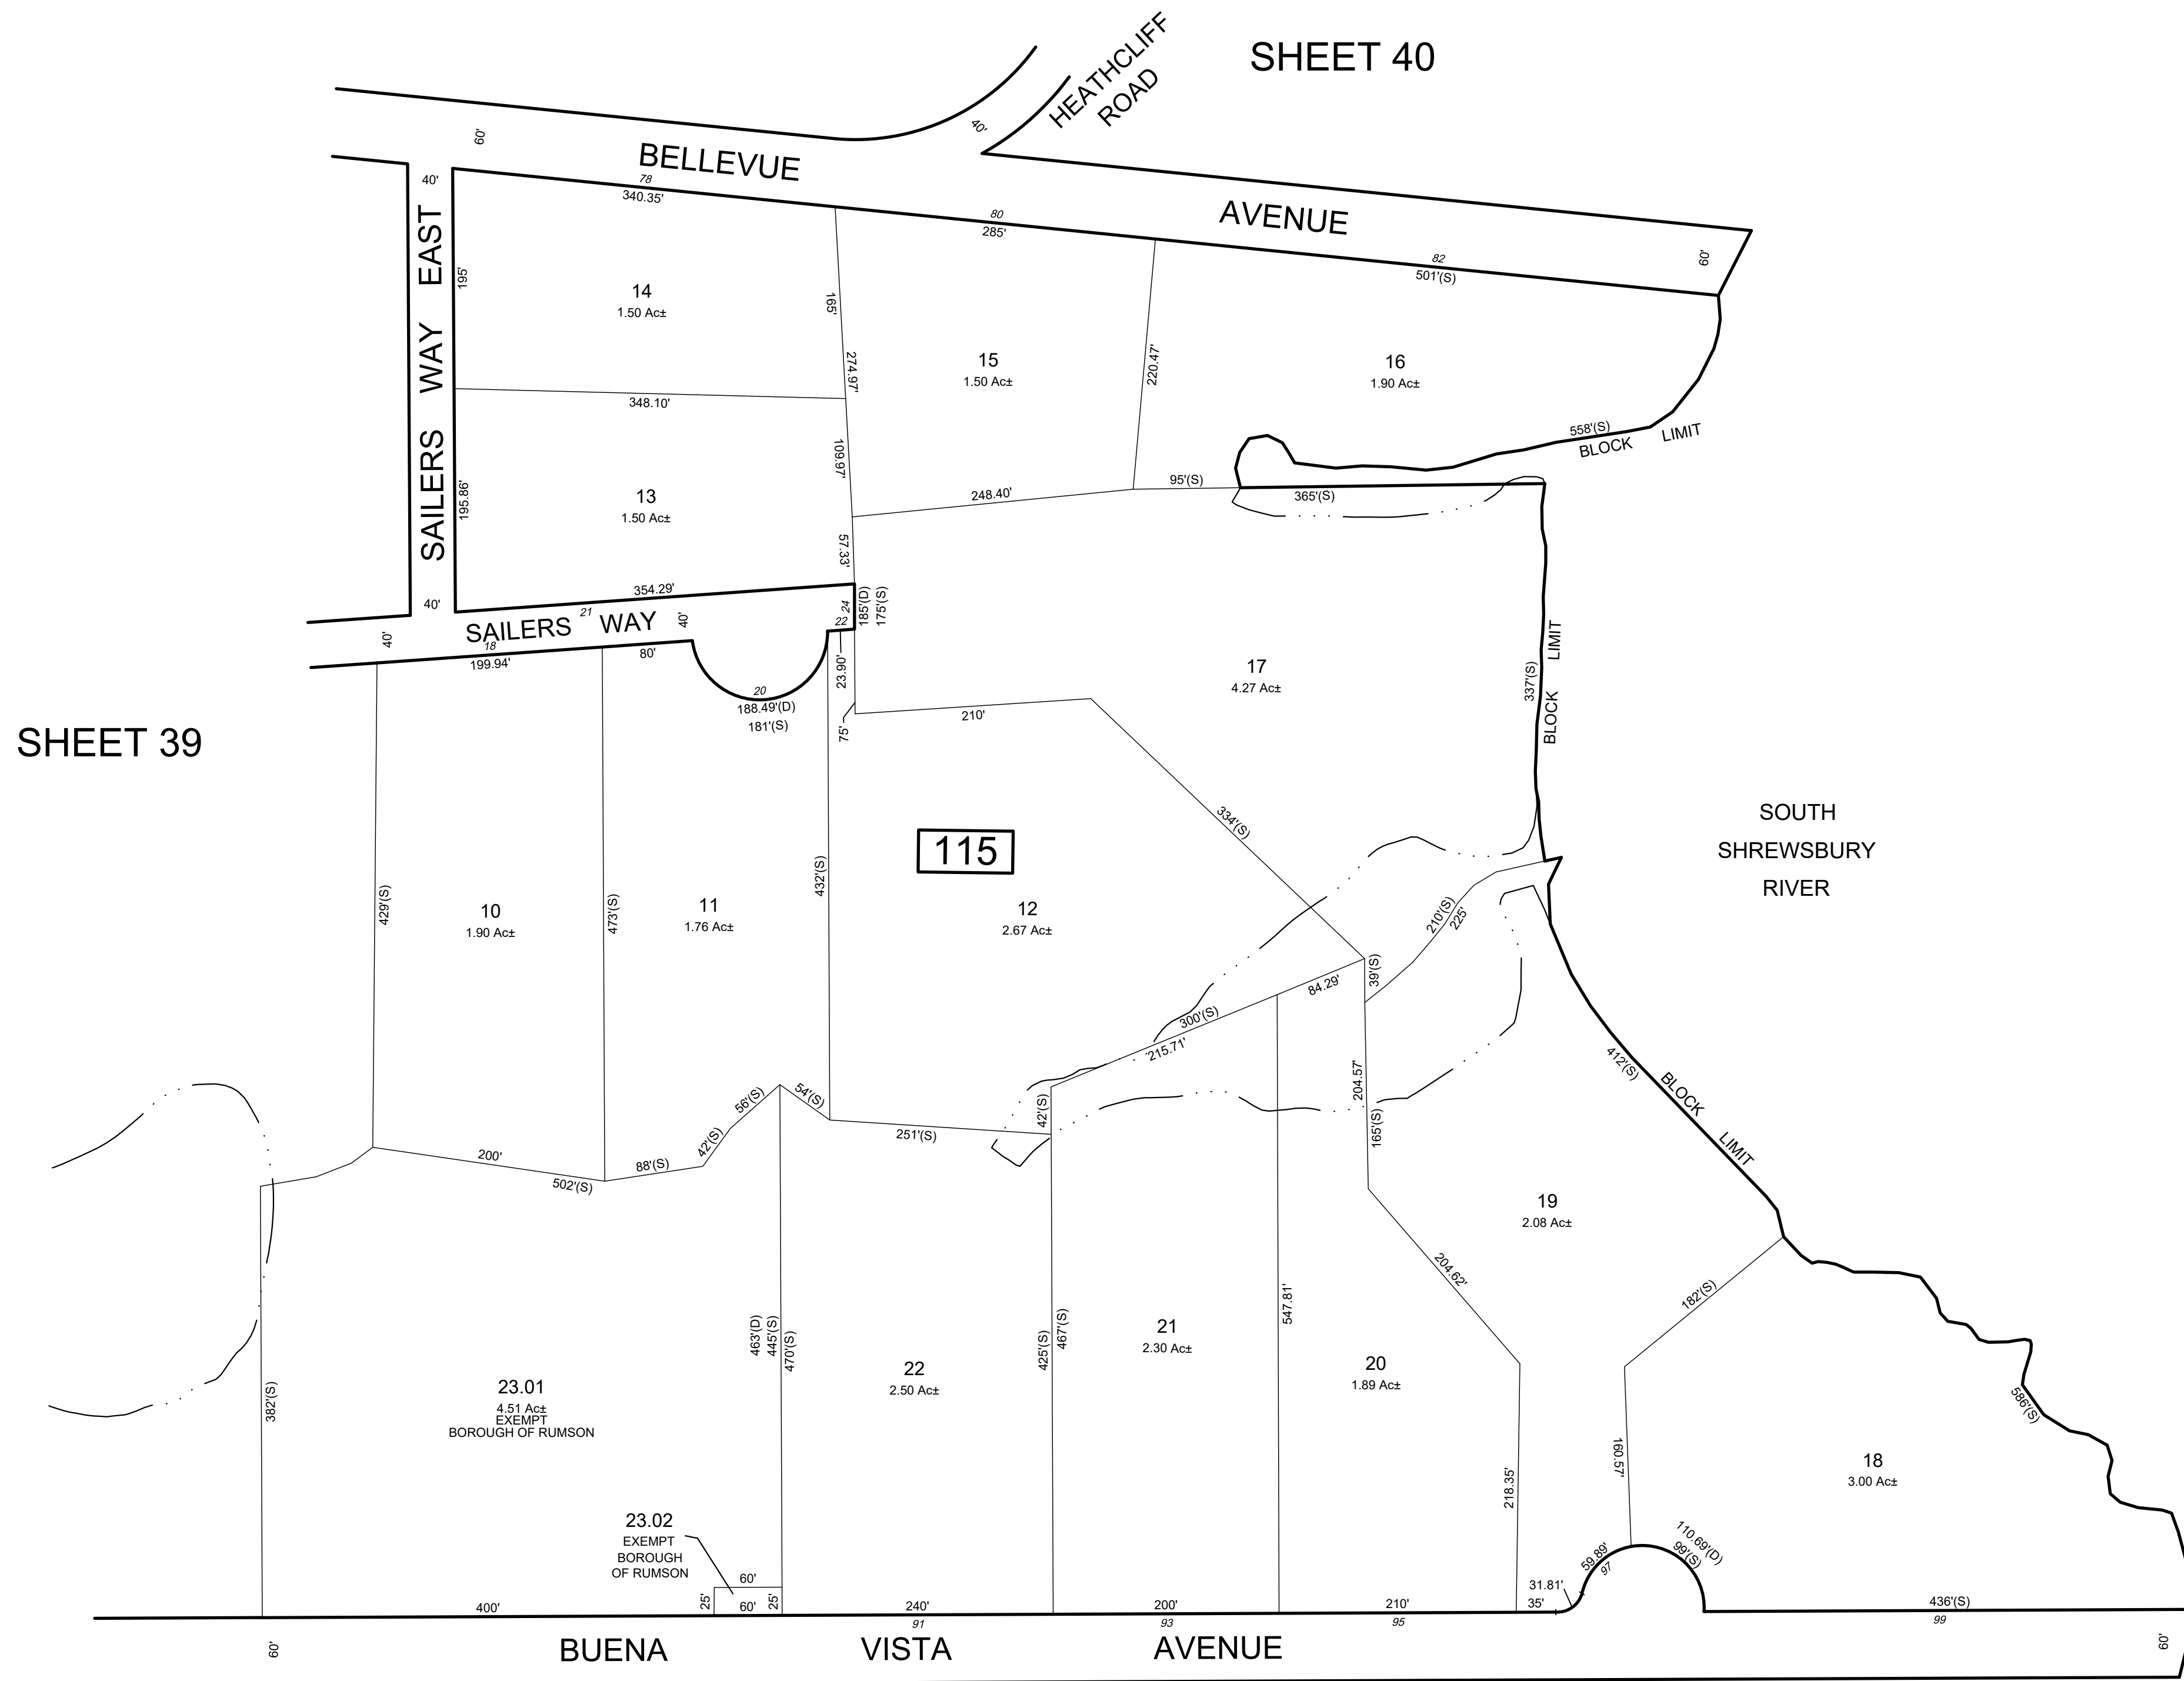 SHEET 40
HEATHCLIFF
ROAD
40'
60'
BELLEVUE AVENUE
78
340.35'
80
285'
82
501'(S)
60'
40'
SAILERS WAY EAST
195'
14
1.50 Ac±
165'
274.97'
15
1.50 Ac±
220.47'
16
1.90 Ac±
348.10'
558'(S)
BLOCK LIMIT
195.86'
13
1.50 Ac±
109.97'
248.40'
95'(S)
365'(S)
57.33'
354.29'
40'
21
SAILERS WAY
40'
40'
18
199.94'
80'
24
22
185'(D)
175'(S)
23.90'
75'
20
188.49'(D)
181'(S)
210'
17
4.27 Ac±
337'(S)
BLOCK LIMIT
SHEET 39
SOUTH
SHREWSBURY
RIVER
115
334'(S)
429'(S)
10
1.90 Ac±
473'(S)
11
1.76 Ac±
432'(S)
12
2.67 Ac±
210'(S)
225'
39'(S)
84.29'
300'(S)
215.71'
204.57'
165'(S)
412'(S)
BLOCK LIMIT
54'(S)
56'(S)
42'(S)
88'(S)
251'(S)
42'(S)
200'
502'(S)
19
2.08 Ac±
204.62'
182'(S)
547.81'
463'(D)
445'(S)
470'(S)
425'(S)
467'(S)
21
2.30 Ac±
22
2.50 Ac±
20
1.89 Ac±
382'(S)
23.01
4.51 Ac±
EXEMPT
BOROUGH OF RUMSON
586'(S)
160.57'
218.35'
18
3.00 Ac±
23.02
EXEMPT
BOROUGH
OF RUMSON
60'
25'
60'
25'
110.69'(D)
99'(S)
59.89'
97
31.81'
35'
400'
240'
91
200'
93
210'
95
436'(S)
99
60'
BUENA VISTA AVENUE
60'